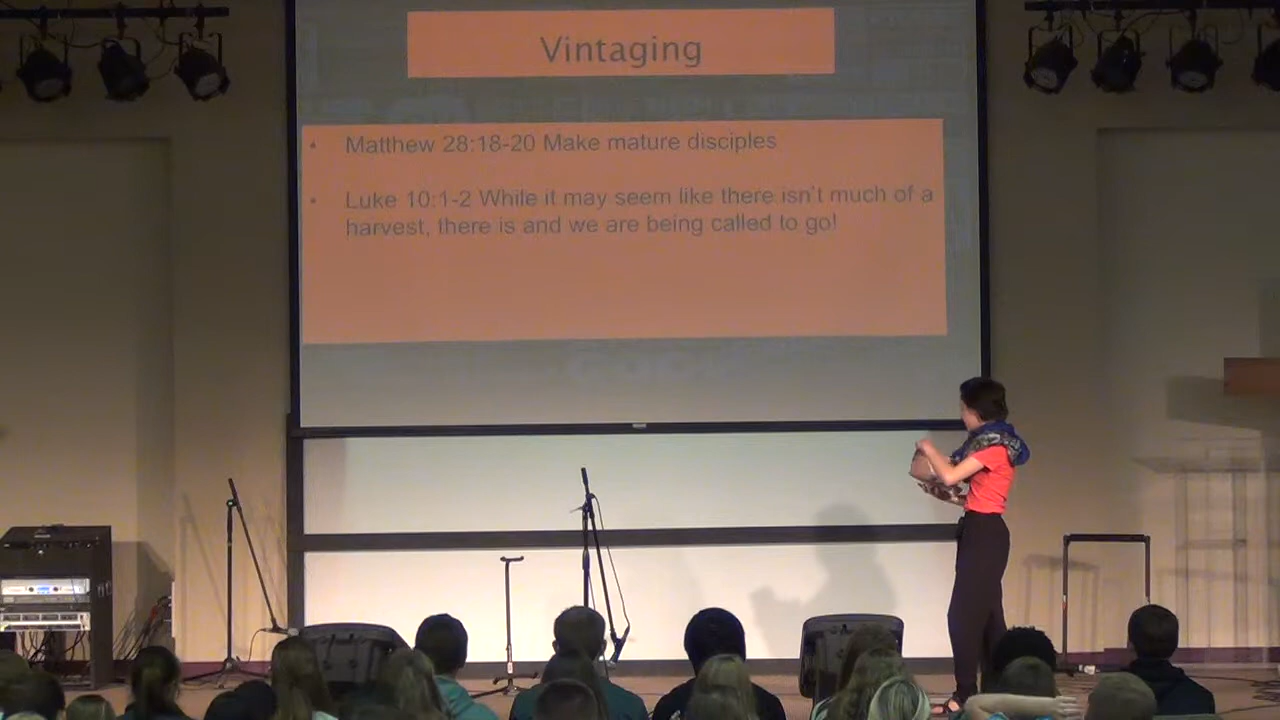 Vintaging
• Matthew 28:18-20 Make mature disciples
• Luke 10:1-2 While it may seem like there isn't much of a
harvest, there is and we are being called to go!